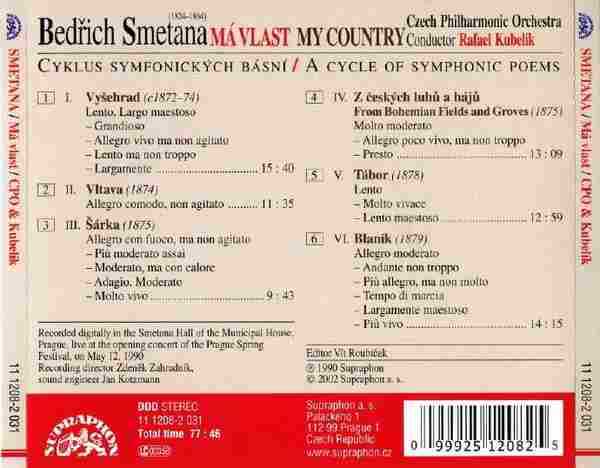 (1824-1884)
Bedřich Smetana MÁ VLAST MY COUNTRY
Czech Philharmonic Orchestra
Conductor Rafael Kubelík
CYKLUS SYMFONICKÝCH BÁSNÍ / A CYCLE OF SYMPHONIC POEMS
1 I. Vyšehrad (c1872–74)
Lento. Largo maestoso
– Grandioso
– Allegro vivo ma non agitato
– Lento ma non troppo
– Largamente 15 : 40
2 II. Vltava (1874)
Allegro comodo, non agitato 11 : 35
3 III. Šárka (1875)
Allegro con fuoco, ma non agitato
– Più moderato assai
– Moderato, ma con calore
– Adagio. Moderato
– Molto vivo 9 : 43
Recorded digitally in the Smetana Hall of the Municipal House,
Prague, live at the opening concert of the Prague Spring
Festival, on May 12, 1990
Recording director Zdeněk Zahradník,
sound engineer Jan Kotzmann
4 IV. Z českých luhů a hájů
From Bohemian Fields and Groves (1875)
Molto moderato
– Allegro poco vivo, ma non troppo
– Presto 13 : 09
5 V. Tábor (1878)
Lento
– Molto vivace
– Lento maestoso 12 : 59
6 VI. Blaník (1879)
Allegro moderato
– Andante non troppo
– Più allegro, ma non molto
– Tempo di marcia
– Largamente maestoso
– Più vivo 14 : 15
Editor Vít Roubíček
℗ 1990 Supraphon
© 2002 Supraphon
SUPRAPHON
DDD STEREO
11 1208-2 031
Total time 77 : 46
Supraphon a. s.
Palackého 1
112 99 Praha 1
Czech Republic
0 99925 12082 5
SMETANA / Má vlast / CPO & Kubelík
11 1208-2 031
SMETANA / Má vlast / CPO & Kubelík
11 1208-2 031